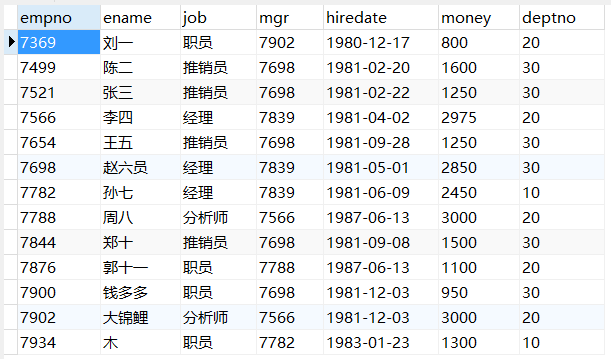 empno ename job mgr hiredate money deptno
7369 刘一 职员 7902 1980-12-17 800 20
7499 陈二 推销员 7698 1981-02-20 1600 30
7521 张三 推销员 7698 1981-02-22 1250 30
7566 李四 经理 7839 1981-04-02 2975 20
7654 王五 推销员 7698 1981-09-28 1250 30
7698 赵六员 经理 7839 1981-05-01 2850 30
7782 孙七 经理 7839 1981-06-09 2450 10
7788 周八 分析师 7566 1987-06-13 3000 20
7844 郑十 推销员 7698 1981-09-08 1500 30
7876 郭十一 职员 7788 1987-06-13 1100 20
7900 钱多多 职员 7698 1981-12-03 950 30
7902 大锦鲤 分析师 7566 1981-12-03 3000 20
7934 木 职员 7782 1983-01-23 1300 10